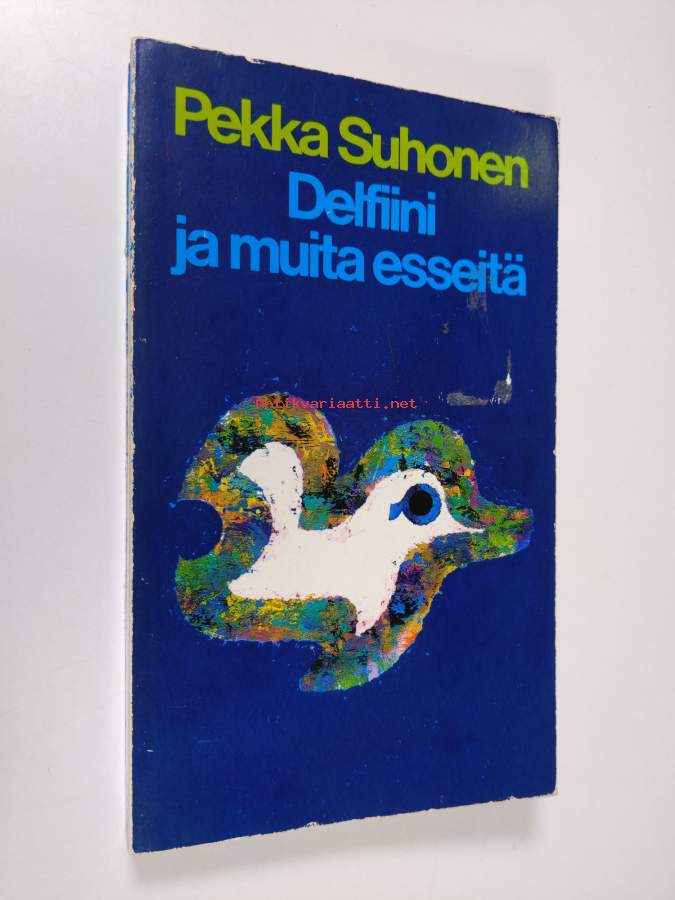 Pekka Suhonen
Delfiini
ja muita esseitä
Antikvariaatti.net